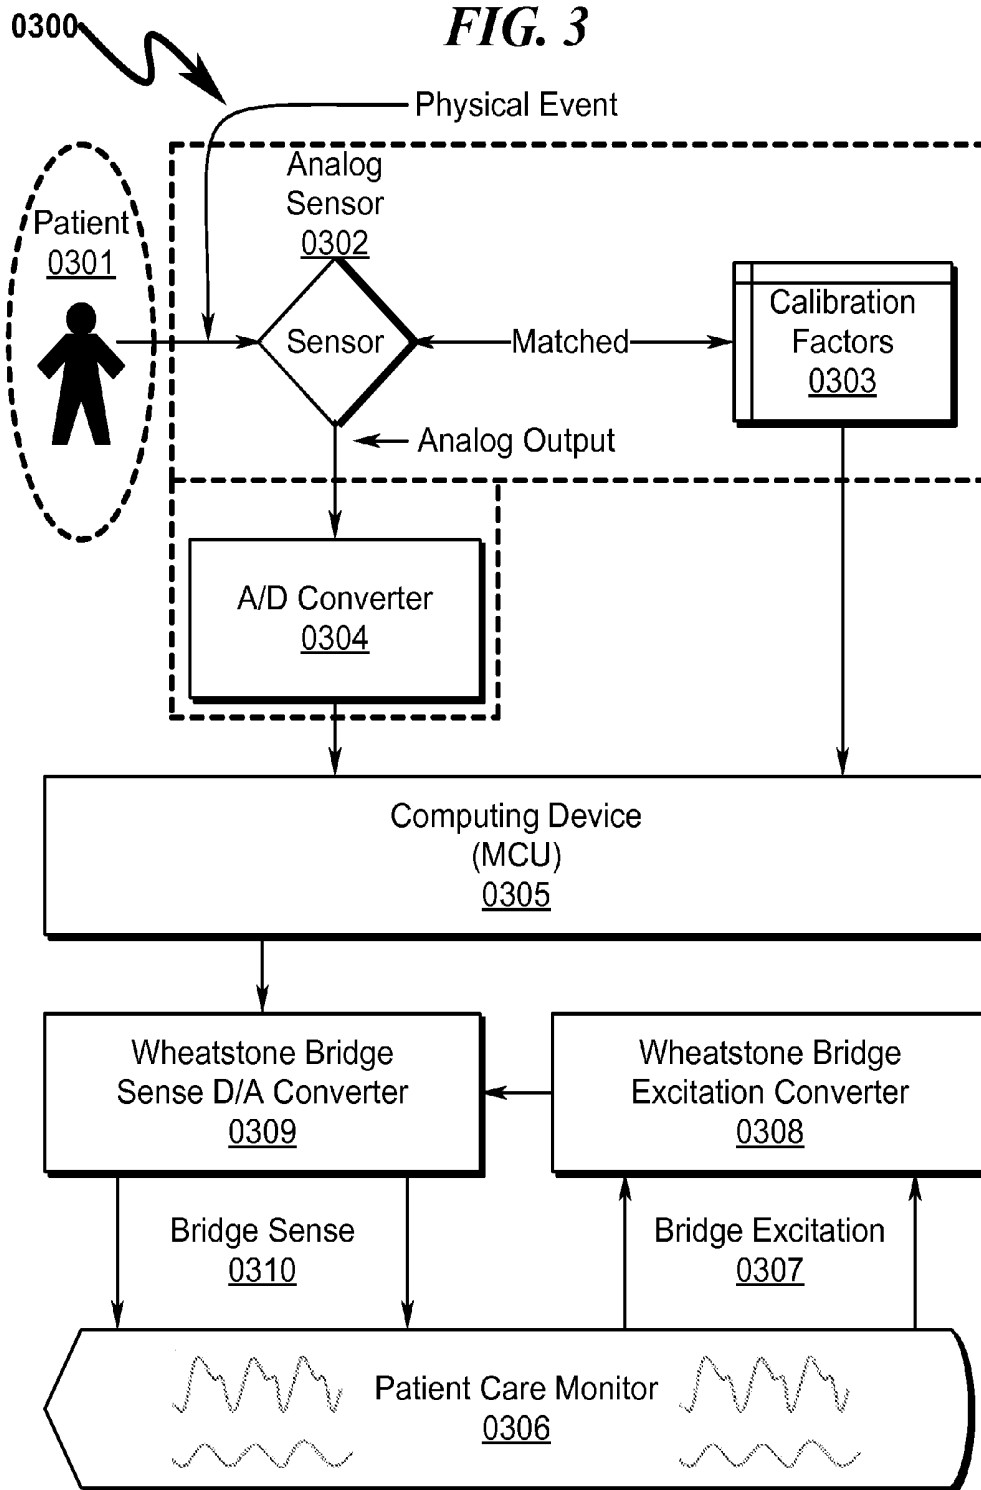 FIG. 3
0300
Physical Event
Analog
Sensor
0302
Patient
0301
Sensor
Matched
Calibration
Factors
0303
Analog Output
A/D Converter
0304
Computing Device
(MCU)
0305
Wheatstone Bridge
Sense D/A Converter
0309
Wheatstone Bridge
Excitation Converter
0308
Bridge Sense
0310
Bridge Excitation
0307
Patient Care Monitor
0306